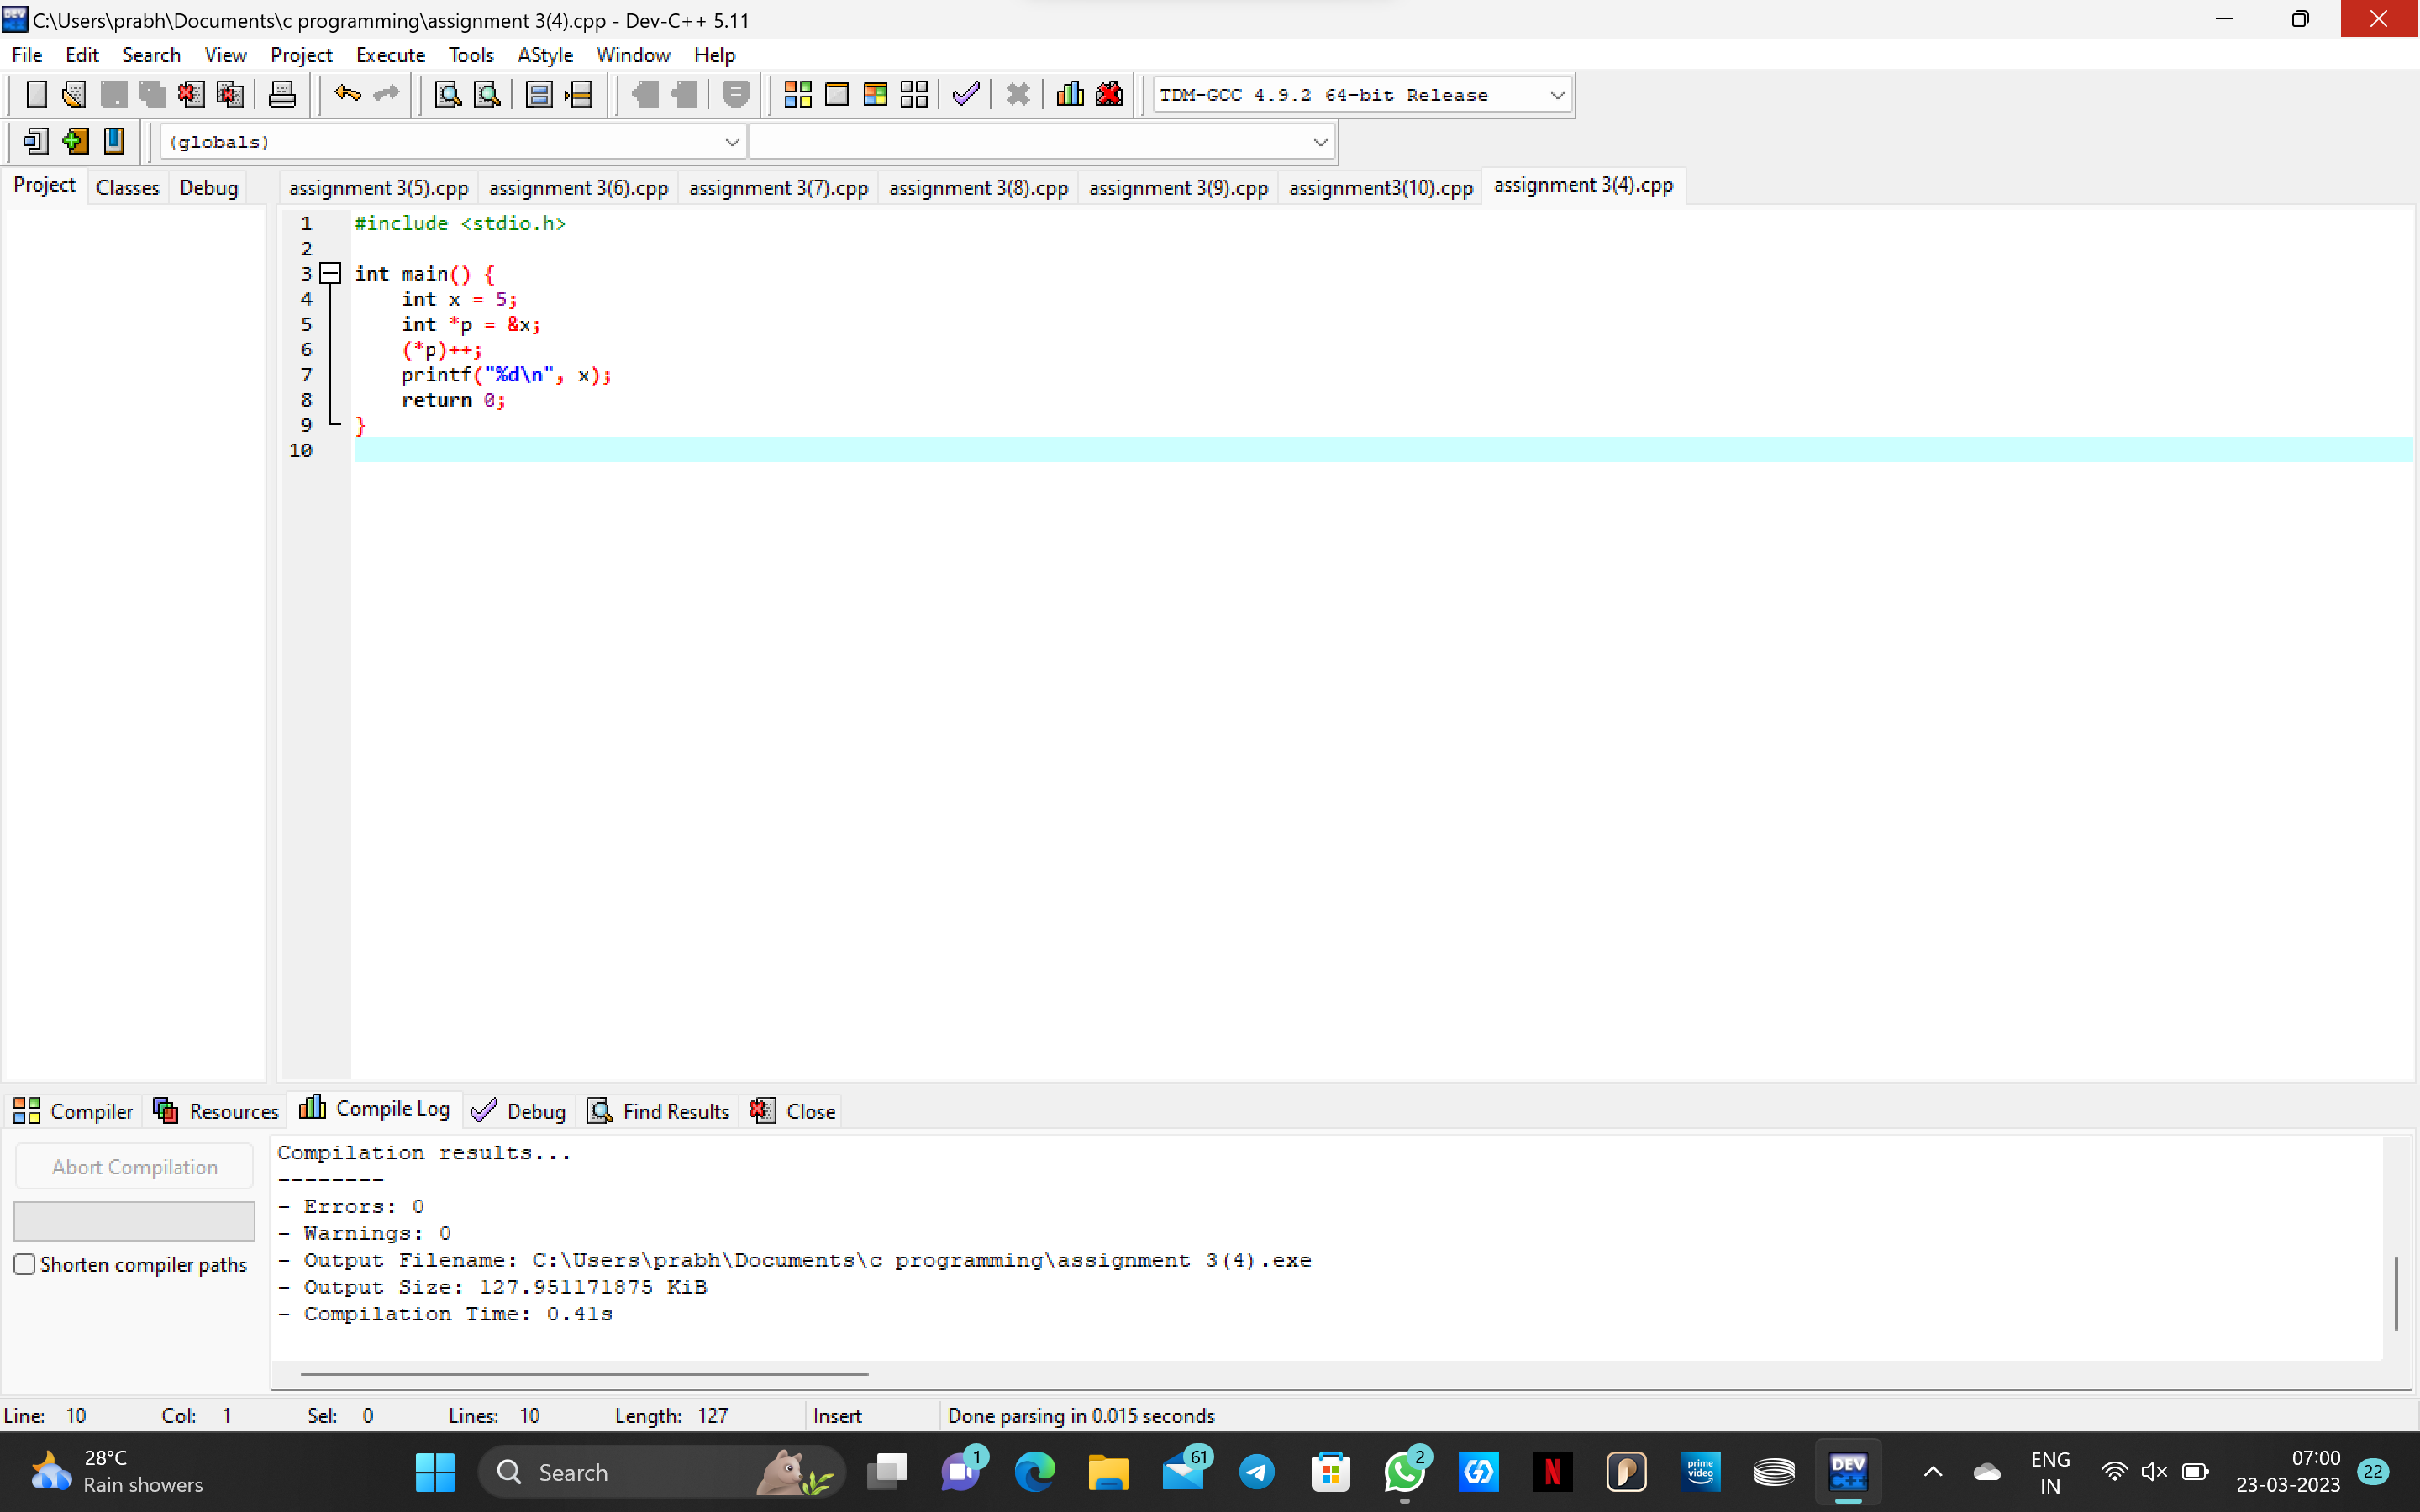 C:\Users\prabh\Documents\c programming\assignment 3(4).cpp - Dev-C++ 5.11
File Edit Search View Project Execute Tools AStyle Window Help
TDM-GCC 4.9.2 64-bit Release
(globals)
Project Classes Debug
assignment 3(5).cpp assignment 3(6).cpp assignment 3(7).cpp assignment 3(8).cpp assignment 3(9).cpp assignment3(10).cpp assignment 3(4).cpp
1 #include <stdio.h>
2
3 int main() {
4 int x = 5;
5 int *p = &x;
6 (*p)++;
7 printf("%d\n", x);
8 return 0;
9 }
10
Compiler Resources Compile Log Debug Find Results Close
Abort Compilation
Shorten compiler paths
Compilation results...
--------
- Errors: 0
- Warnings: 0
- Output Filename: C:\Users\prabh\Documents\c programming\assignment 3(4).exe
- Output Size: 127.951171875 KiB
- Compilation Time: 0.41s
Line: 10 Col: 1 Sel: 0 Lines: 10 Length: 127 Insert Done parsing in 0.015 seconds
28°C
Rain showers
Search
1
61
2
N
P
prime video
DEV C++
ENG
IN
07:00
23-03-2023
22